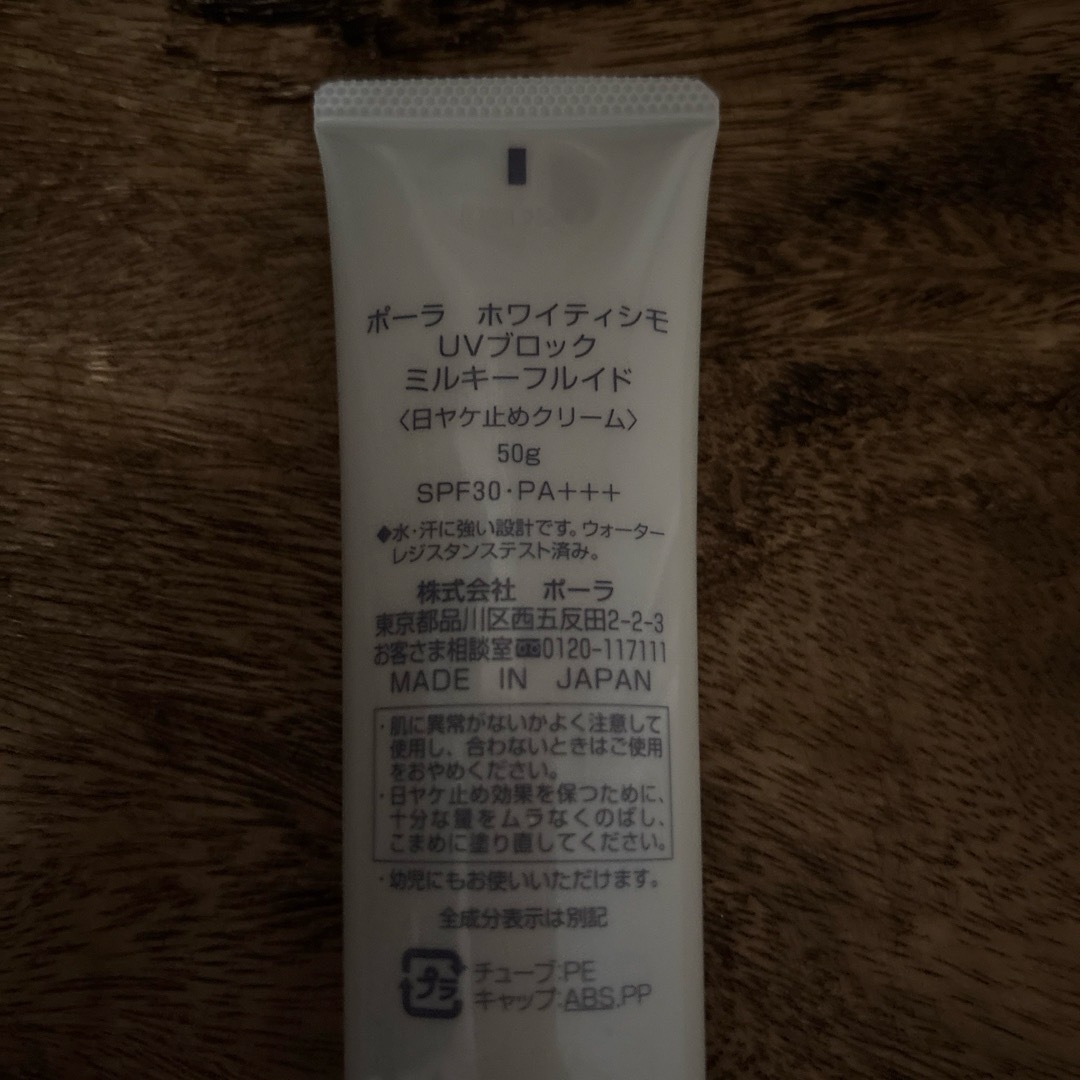 ポーラ　ホワイティシモ
UVブロック
ミルキーフルイド
〈日ヤケ止めクリーム〉
50g
SPF30・PA+++
◆水・汗に強い設計です。ウォーター
レジスタンステスト済み。
株式会社　ポーラ
東京都品川区西五反田2-2-3
お客さま相談室 0120-117111
MADE IN JAPAN
・肌に異常がないかよく注意して
使用し、合わないときはご使用
をおやめください。
・日ヤケ止め効果を保つために、
十分な量をムラなくのばし、
こまめに塗り直してください。
・幼児にもお使いいただけます。
全成分表示は別記
プラ
チューブ:PE
キャップ:ABS,PP